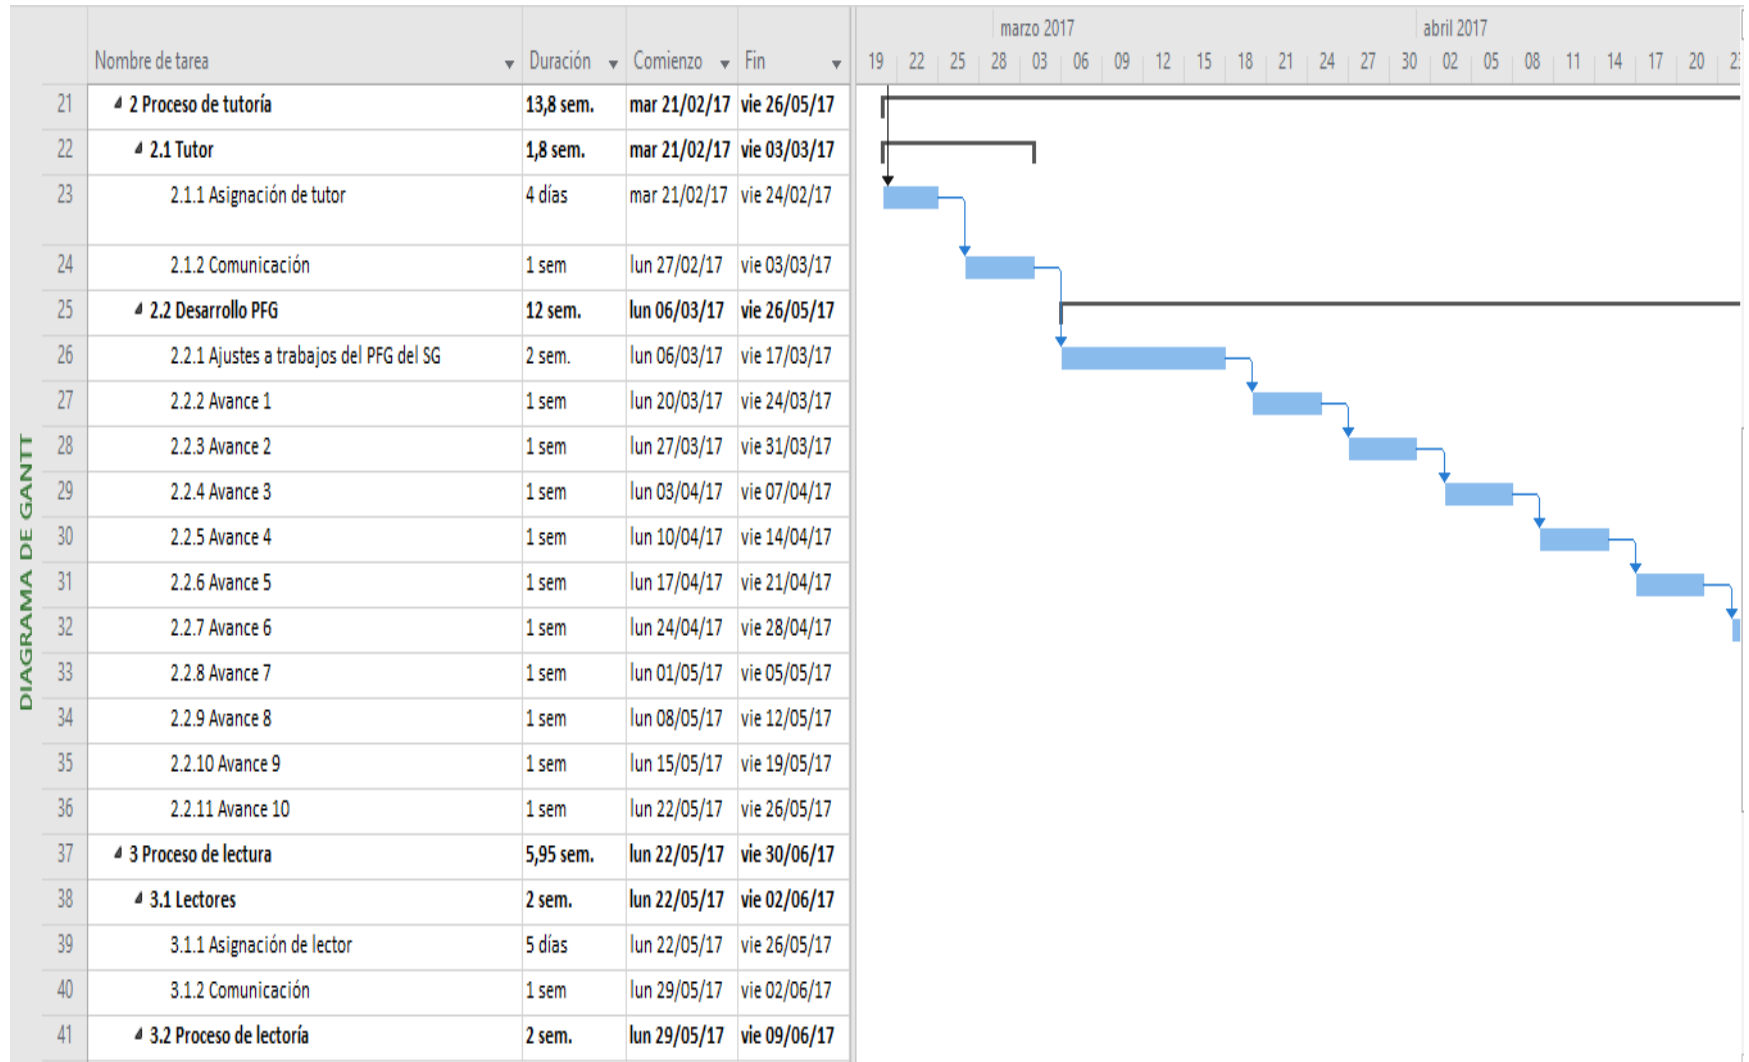 DIAGRAMA DE GANTT
marzo 2017 abril 2017
Nombre de tarea Duración Comienzo Fin 19 22 25 28 03 06 09 12 15 18 21 24 27 30 02 05 08 11 14 17 20
21 2 Proceso de tutoría 13,8 sem. mar 21/02/17 vie 26/05/17
22 2.1 Tutor 1,8 sem. mar 21/02/17 vie 03/03/17
23 2.1.1 Asignación de tutor 4 días mar 21/02/17 vie 24/02/17
24 2.1.2 Comunicación 1 sem lun 27/02/17 vie 03/03/17
25 2.2 Desarrollo PFG 12 sem. lun 06/03/17 vie 26/05/17
26 2.2.1 Ajustes a trabajos del PFG del SG 2 sem. lun 06/03/17 vie 17/03/17
27 2.2.2 Avance 1 1 sem lun 20/03/17 vie 24/03/17
28 2.2.3 Avance 2 1 sem lun 27/03/17 vie 31/03/17
29 2.2.4 Avance 3 1 sem lun 03/04/17 vie 07/04/17
30 2.2.5 Avance 4 1 sem lun 10/04/17 vie 14/04/17
31 2.2.6 Avance 5 1 sem lun 17/04/17 vie 21/04/17
32 2.2.7 Avance 6 1 sem lun 24/04/17 vie 28/04/17
33 2.2.8 Avance 7 1 sem lun 01/05/17 vie 05/05/17
34 2.2.9 Avance 8 1 sem lun 08/05/17 vie 12/05/17
35 2.2.10 Avance 9 1 sem lun 15/05/17 vie 19/05/17
36 2.2.11 Avance 10 1 sem lun 22/05/17 vie 26/05/17
37 3 Proceso de lectura 5,95 sem. lun 22/05/17 vie 30/06/17
38 3.1 Lectores 2 sem. lun 22/05/17 vie 02/06/17
39 3.1.1 Asignación de lector 5 días lun 22/05/17 vie 26/05/17
40 3.1.2 Comunicación 1 sem lun 29/05/17 vie 02/06/17
41 3.2 Proceso de lectoría 2 sem. lun 29/05/17 vie 09/06/17